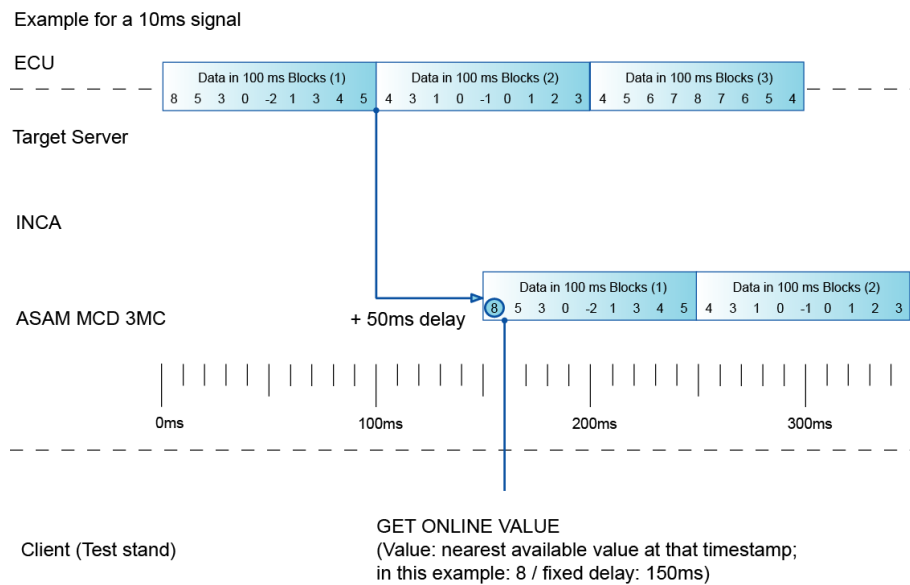 Example for a 10ms signal
ECU
Data in 100 ms Blocks (1)
8 5 3 0 -2 1 3 4 5
Data in 100 ms Blocks (2)
4 3 1 0 -1 0 1 2 3
Data in 100 ms Blocks (3)
4 5 6 7 8 7 6 5 4
Target Server
INCA
Data in 100 ms Blocks (1)
8 5 3 0 -2 1 3 4 5
Data in 100 ms Blocks (2)
4 3 1 0 -1 0 1 2 3
ASAM MCD 3MC
+ 50ms delay
0ms
100ms
200ms
300ms
Client (Test stand)
GET ONLINE VALUE
(Value: nearest available value at that timestamp;
in this example: 8 / fixed delay: 150ms)